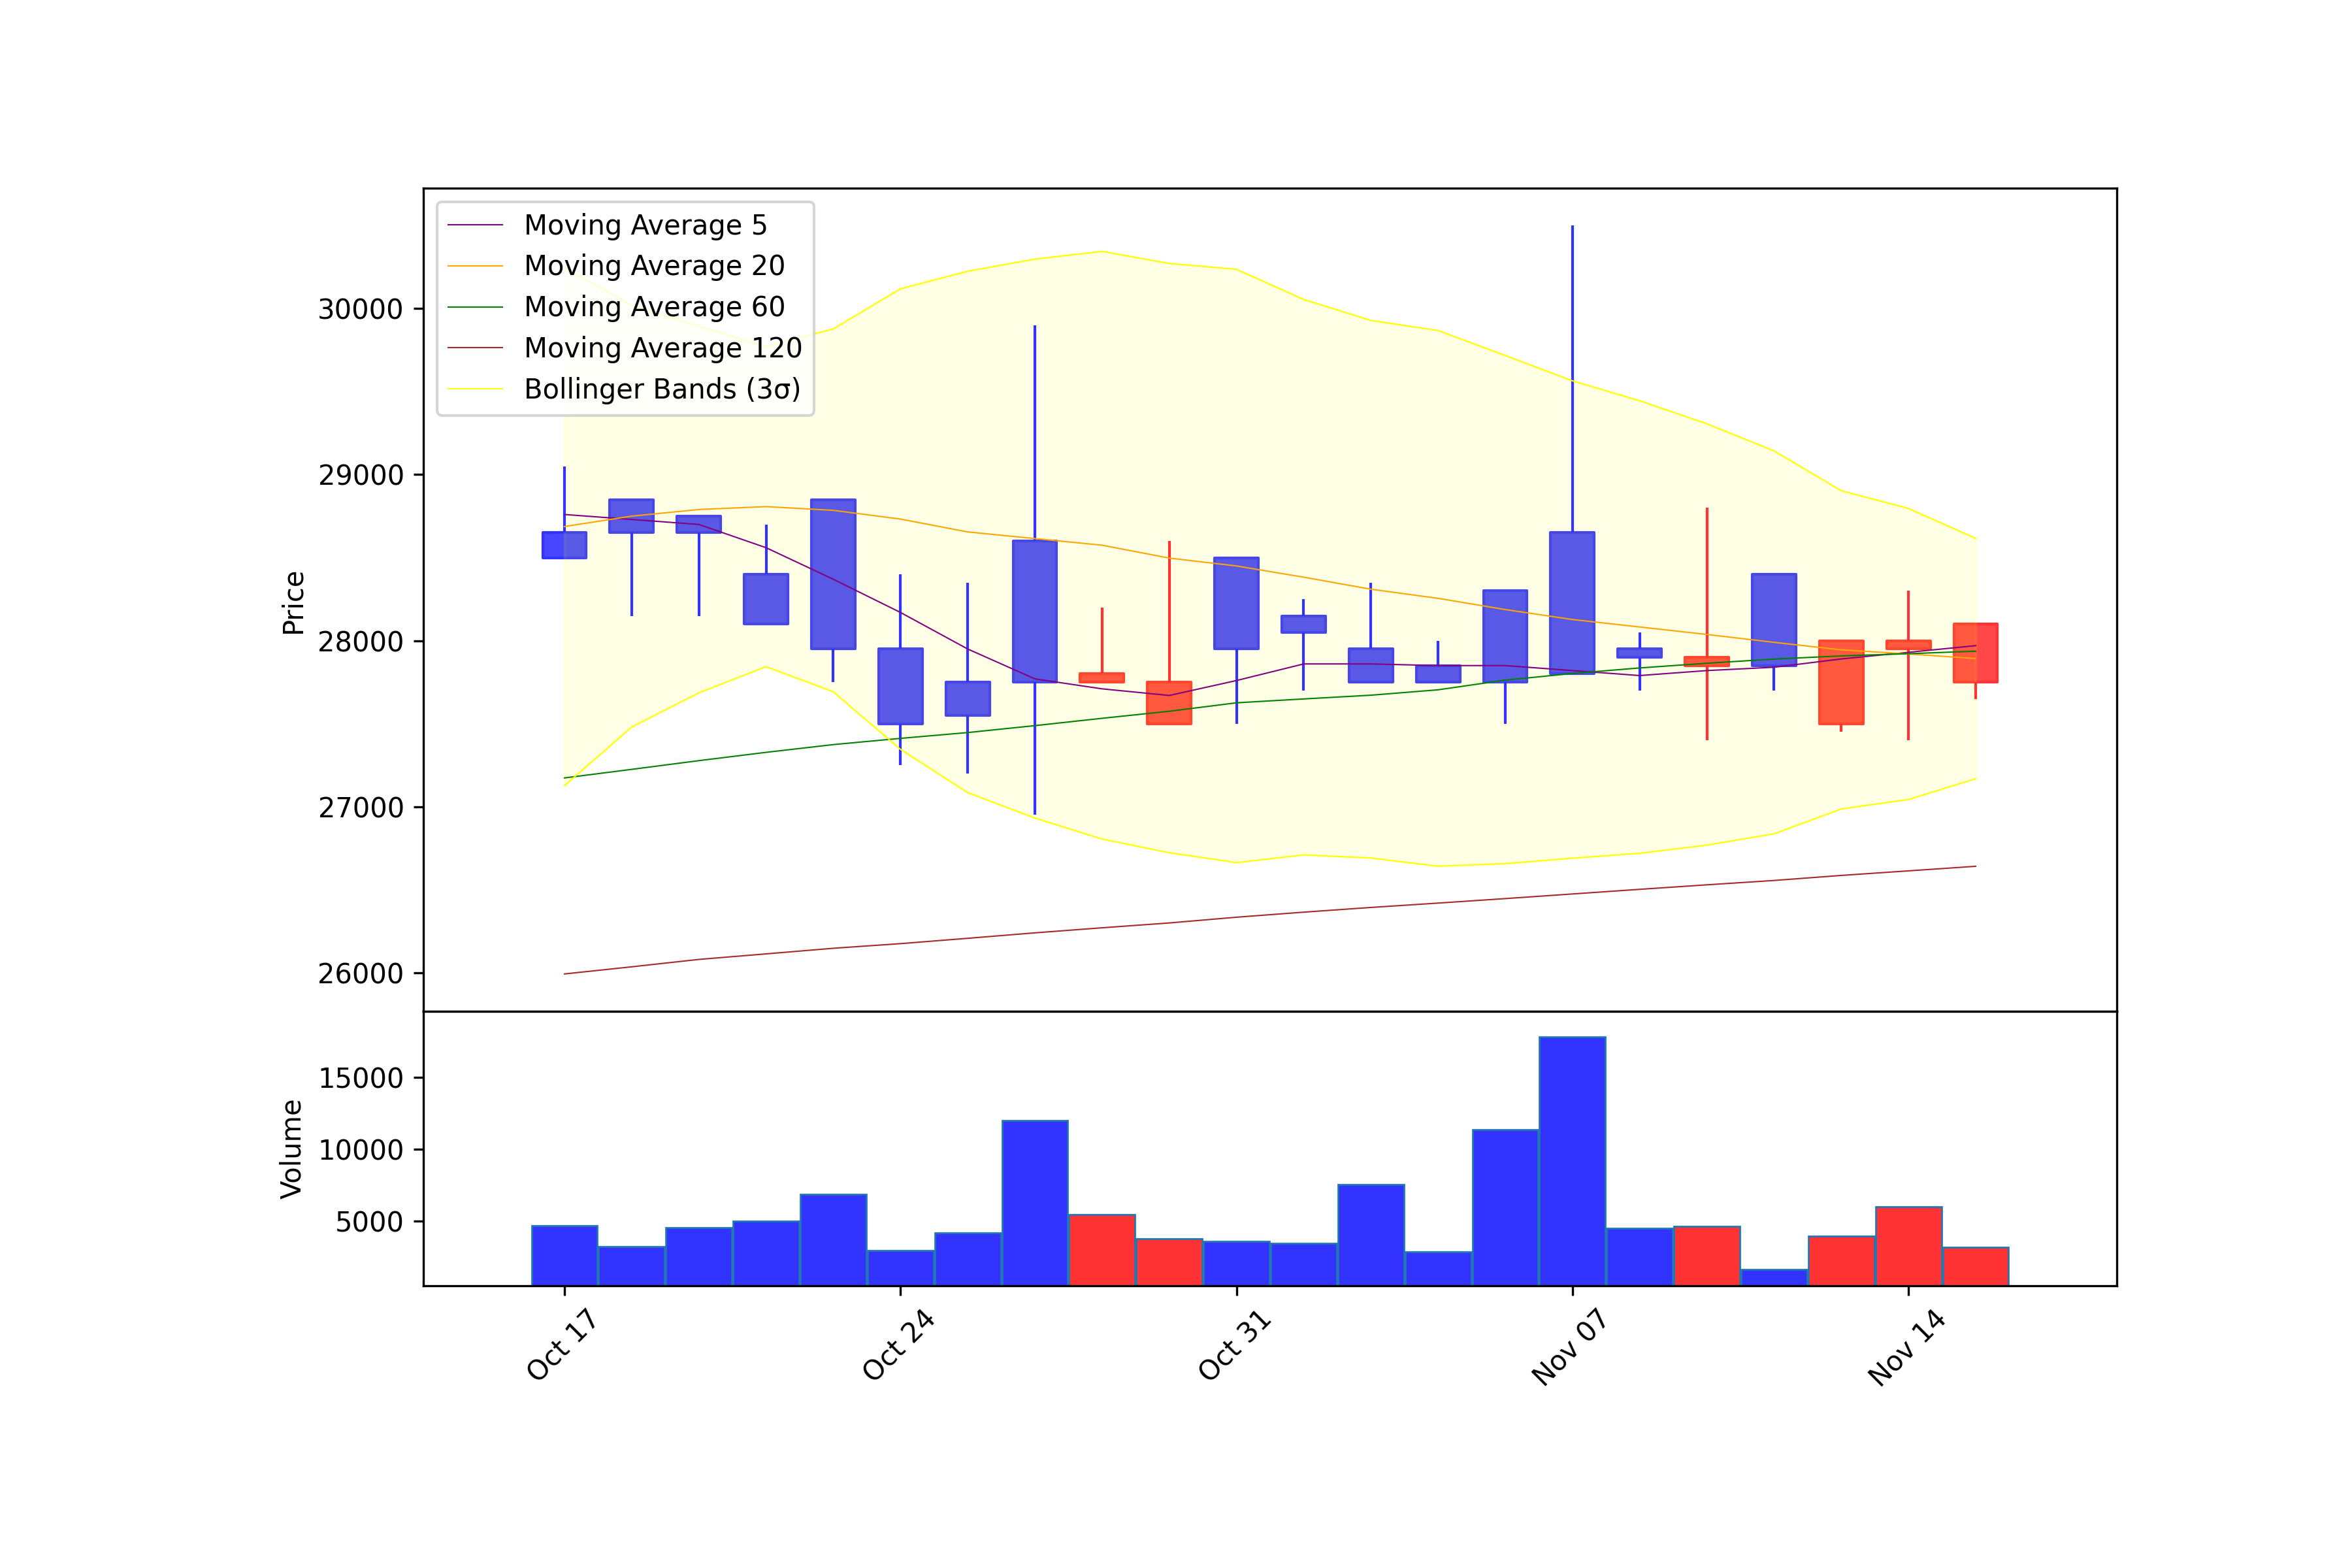 Moving Average 5
Moving Average 20
Moving Average 60
Moving Average 120
Bollinger Bands (3σ)
Price
30000
29000
28000
27000
26000
Volume
15000
10000
5000
Oct 17
Oct 24
Oct 31
Nov 07
Nov 14